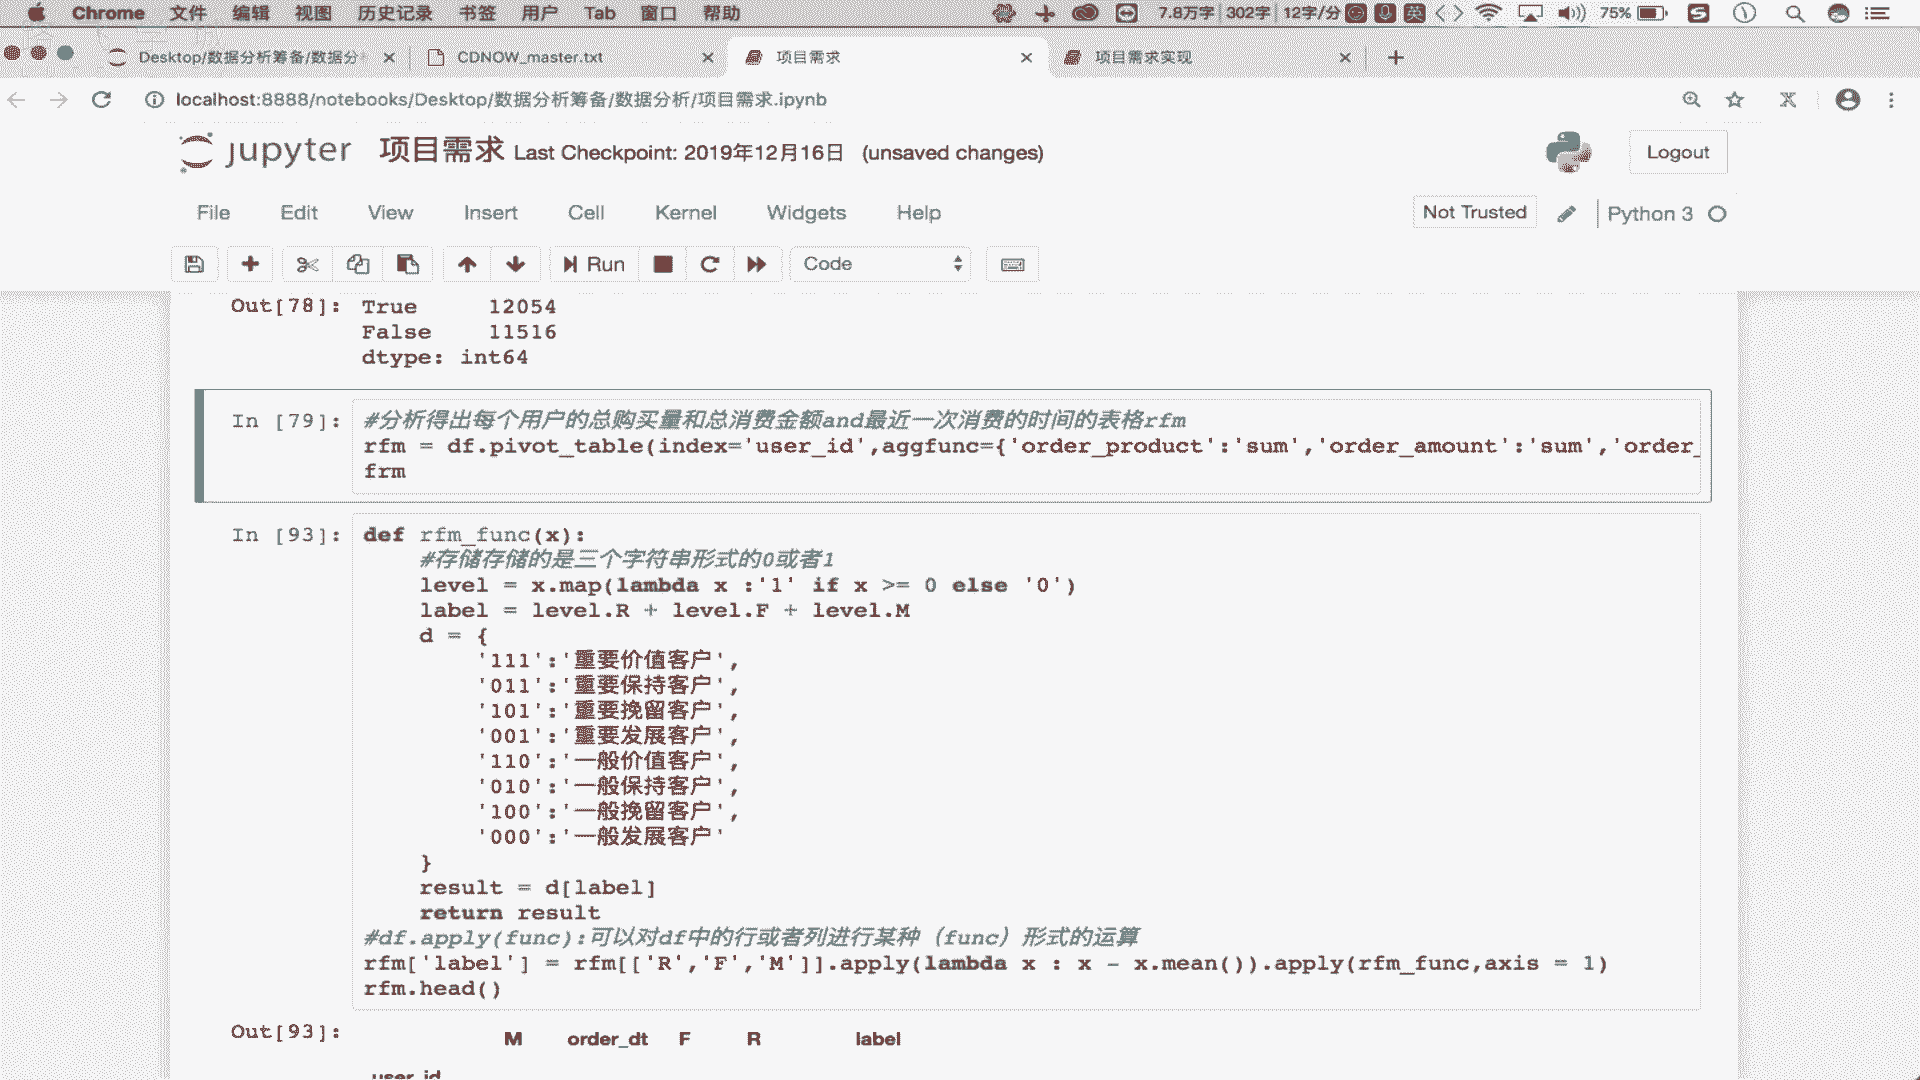 Chrome 文件 编辑 视图 历史记录 书签 用户 Tab 窗口 帮助 7.8万字 302字 12字/分 英 75%
Desktop/数据分析筹备/数据分 CDNOW_master.txt 项目需求 项目需求实现
localhost:8888/notebooks/Desktop/数据分析筹备/数据分析/项目需求.ipynb
jupyter 项目需求 Last Checkpoint: 2019年12月16日 (unsaved changes) Logout
File Edit View Insert Cell Kernel Widgets Help Not Trusted Python 3
Run Code
Out[78]: True 12054
False 11516
dtype: int64
In [79]: #分析得出每个用户的总购买量和总消费金额and最近一次消费的时间的表格rfm
rfm = df.pivot_table(index='user_id',aggfunc={'order_product':'sum','order_amount':'sum','order_
frm
In [93]: def rfm_func(x):
#存储存储的是三个字符串形式的0或者1
level = x.map(lambda x :'1' if x >= 0 else '0')
label = level.R + level.F + level.M
d = {
'111':'重要价值客户',
'011':'重要保持客户',
'101':'重要挽留客户',
'001':'重要发展客户',
'110':'一般价值客户',
'010':'一般保持客户',
'100':'一般挽留客户',
'000':'一般发展客户'
}
result = d[label]
return result
#df.apply(func):可以对df中的行或者列进行某种（func）形式的运算
rfm['label'] = rfm[['R','F','M']].apply(lambda x : x - x.mean()).apply(rfm_func,axis = 1)
rfm.head()
Out[93]: M order_dt F R label
user_id